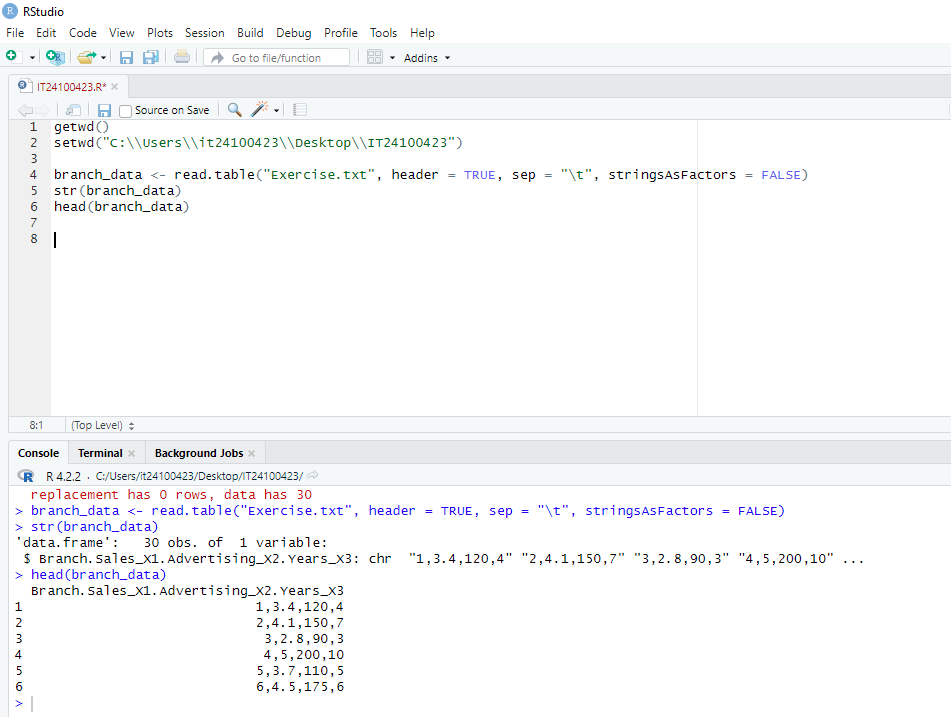 RStudio
File Edit Code View Plots Session Build Debug Profile Tools Help
Go to file/function Addins
IT24100423.R*
Source on Save
1 getwd()
2 setwd("C:\\Users\\it24100423\\Desktop\\IT24100423")
3
4 branch_data <- read.table("Exercise.txt", header = TRUE, sep = "\t", stringsAsFactors = FALSE)
5 str(branch_data)
6 head(branch_data)
7
8
8:1 (Top Level)
Console Terminal Background Jobs
R 4.2.2 · C:/Users/it24100423/Desktop/IT24100423/
replacement has 0 rows, data has 30
> branch_data <- read.table("Exercise.txt", header = TRUE, sep = "\t", stringsAsFactors = FALSE)
> str(branch_data)
'data.frame': 30 obs. of 1 variable:
$ Branch.Sales_X1.Advertising_X2.Years_X3: chr "1,3.4,120,4" "2,4.1,150,7" "3,2.8,90,3" "4,5,200,10" ...
> head(branch_data)
Branch.Sales_X1.Advertising_X2.Years_X3
1 1,3.4,120,4
2 2,4.1,150,7
3 3,2.8,90,3
4 4,5,200,10
5 5,3.7,110,5
6 6,4.5,175,6
>